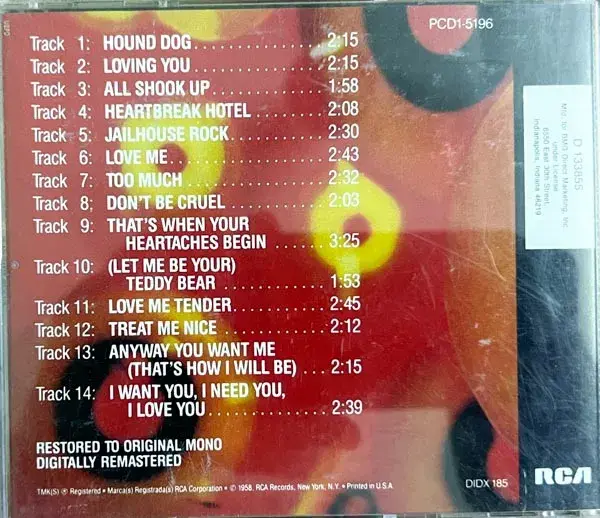 PCD1-5196
Track 1: HOUND DOG.................... 2:15
Track 2: LOVING YOU.................... 2:15
Track 3: ALL SHOOK UP................. 1:58
Track 4: HEARTBREAK HOTEL........... 2:08
Track 5: JAILHOUSE ROCK.............. 2:30
Track 6: LOVE ME........................ 2:43
Track 7: TOO MUCH...................... 2:32
Track 8: DON'T BE CRUEL............... 2:03
Track 9: THAT'S WHEN YOUR
HEARTACHES BEGIN ....... 3:25
Track 10: (LET ME BE YOUR)
TEDDY BEAR ............... 1:53
Track 11: LOVE ME TENDER.............. 2:45
Track 12: TREAT ME NICE................ 2:12
Track 13: ANYWAY YOU WANT ME
(THAT'S HOW I WILL BE) ... 2:15
Track 14: I WANT YOU, I NEED YOU,
I LOVE YOU.................. 2:39
RESTORED TO ORIGINAL MONO
DIGITALLY REMASTERED
TMK(S) ® Registered • Marca(s) Registrada(s) RCA Corporation • © 1958, RCA Records, New York, N.Y. • Printed in U.S.A.
DIDX 185
RCA
D 133855
Mfg. for BMG Direct Marketing, Inc.
under License
6550 East 30th Street
Indianapolis, Indiana 46219